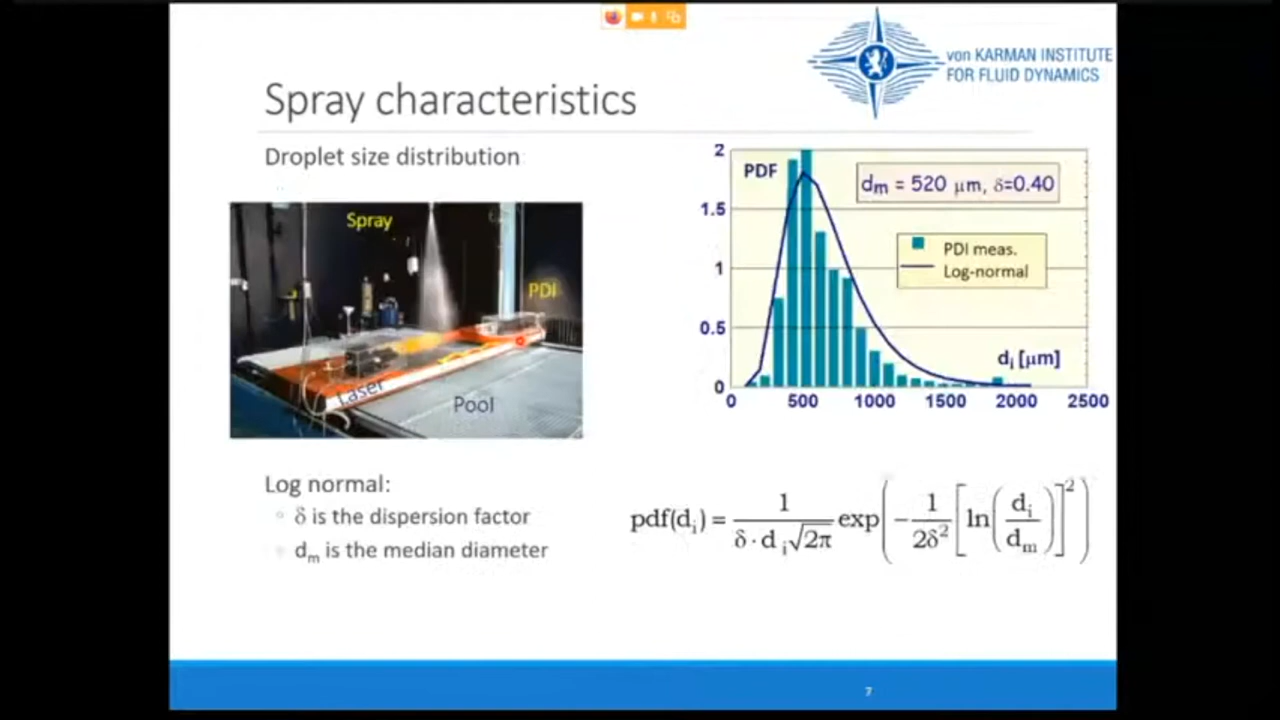 von KARMAN INSTITUTE
FOR FLUID DYNAMICS
Spray characteristics
Droplet size distribution
Spray
PDI
Laser
Pool
2
1.5
1
0.5
0
PDF
dₘ = 520 μm, δ=0.40
PDI meas.
Log-normal
dᵢ [μm]
0 500 1000 1500 2000 2500
Log normal:
δ is the dispersion factor
dₘ is the median diameter
pdf(dᵢ) = 1 / (δ · dᵢ√2π) exp( − 1 / 2δ² [ ln( dᵢ / dₘ ) ]² )
7